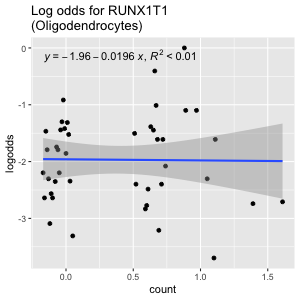 Log odds for RUNX1T1
(Oligodendrocytes)
y = −1.96 − 0.0196 x, R² < 0.01
0
-1
-2
-3
logodds
0.0 0.5 1.0 1.5
count